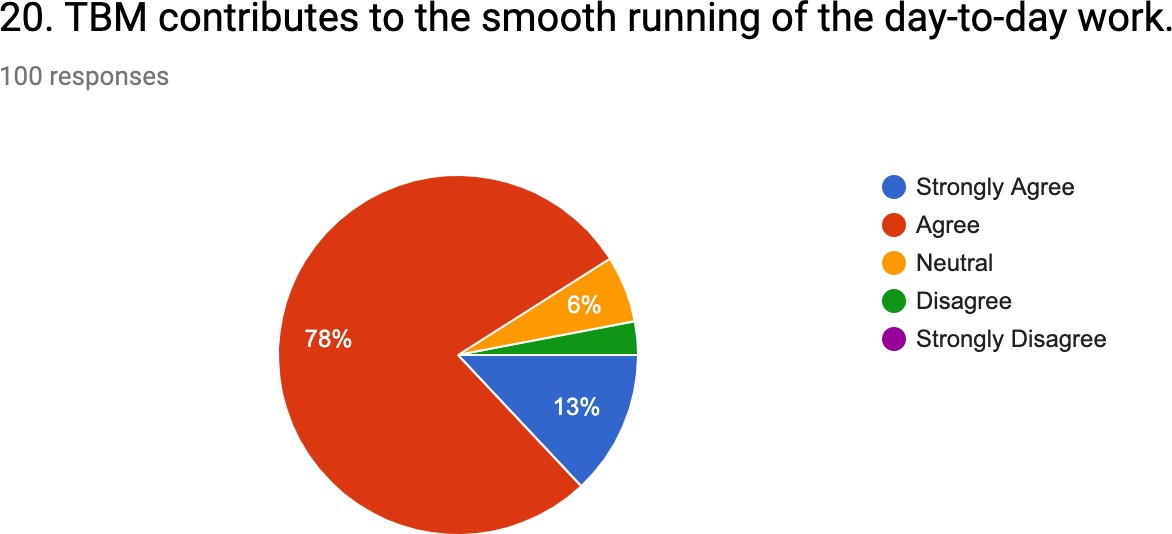 20. TBM contributes to the smooth running of the day-to-day work.
100 responses
Strongly Agree
Agree
Neutral
Disagree
Strongly Disagree
6%
78%
13%